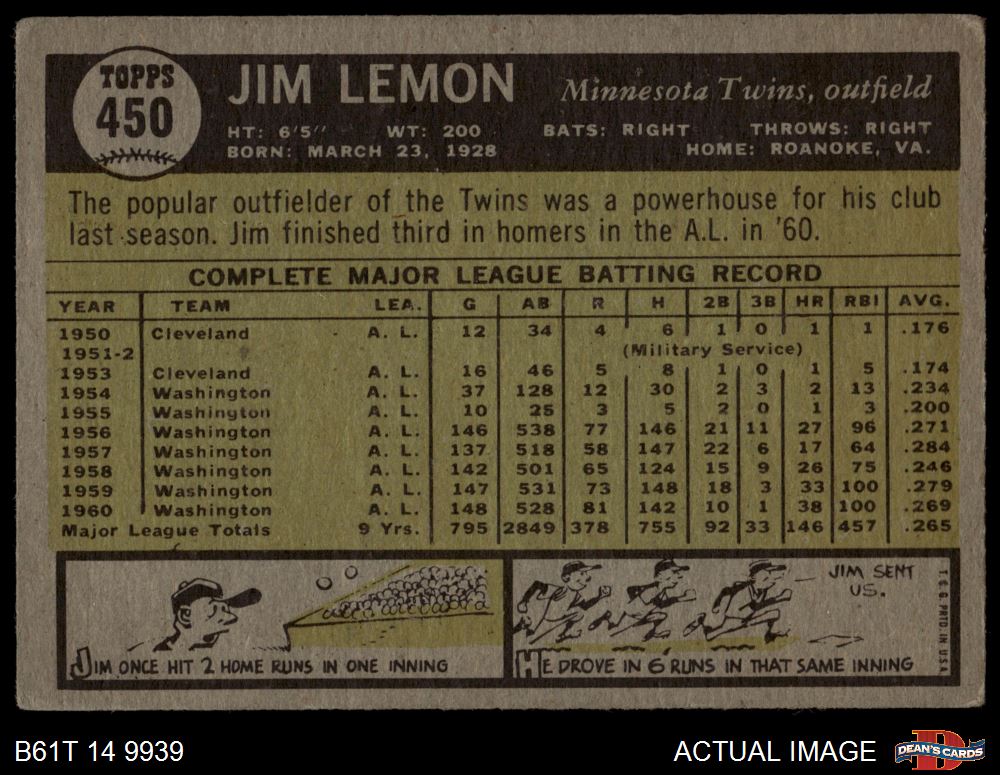 TOPPS
450
JIM LEMON
Minnesota Twins, outfield
HT: 6'5" WT: 200 BATS: RIGHT THROWS: RIGHT
BORN: MARCH 23, 1928 HOME: ROANOKE, VA.
The popular outfielder of the Twins was a powerhouse for his club
last season. Jim finished third in homers in the A.L. in '60.
COMPLETE MAJOR LEAGUE BATTING RECORD
YEAR TEAM LEA. G AB R H 2B 3B HR RBI AVG.
1950 Cleveland A. L. 12 34 4 6 1 0 1 1 .176
1951-2 (Military Service)
1953 Cleveland A. L. 16 46 5 8 1 0 1 5 .174
1954 Washington A. L. 37 128 12 30 2 3 2 13 .234
1955 Washington A. L. 10 25 3 5 2 0 1 3 .200
1956 Washington A. L. 146 538 77 146 21 11 27 96 .271
1957 Washington A. L. 137 518 58 147 22 6 17 64 .284
1958 Washington A. L. 142 501 65 124 15 9 26 75 .246
1959 Washington A. L. 147 531 73 148 18 3 33 100 .279
1960 Washington A. L. 148 528 81 142 10 1 38 100 .269
Major League Totals 9 Yrs. 795 2849 378 755 92 33 146 457 .265
JIM ONCE HIT 2 HOME RUNS IN ONE INNING
JIM SENT
US.
HE DROVE IN 6 RUNS IN THAT SAME INNING
T. C. G. PRTD. IN U.S.A.
B61T 14 9939
ACTUAL IMAGE
D
DEAN'S CARDS